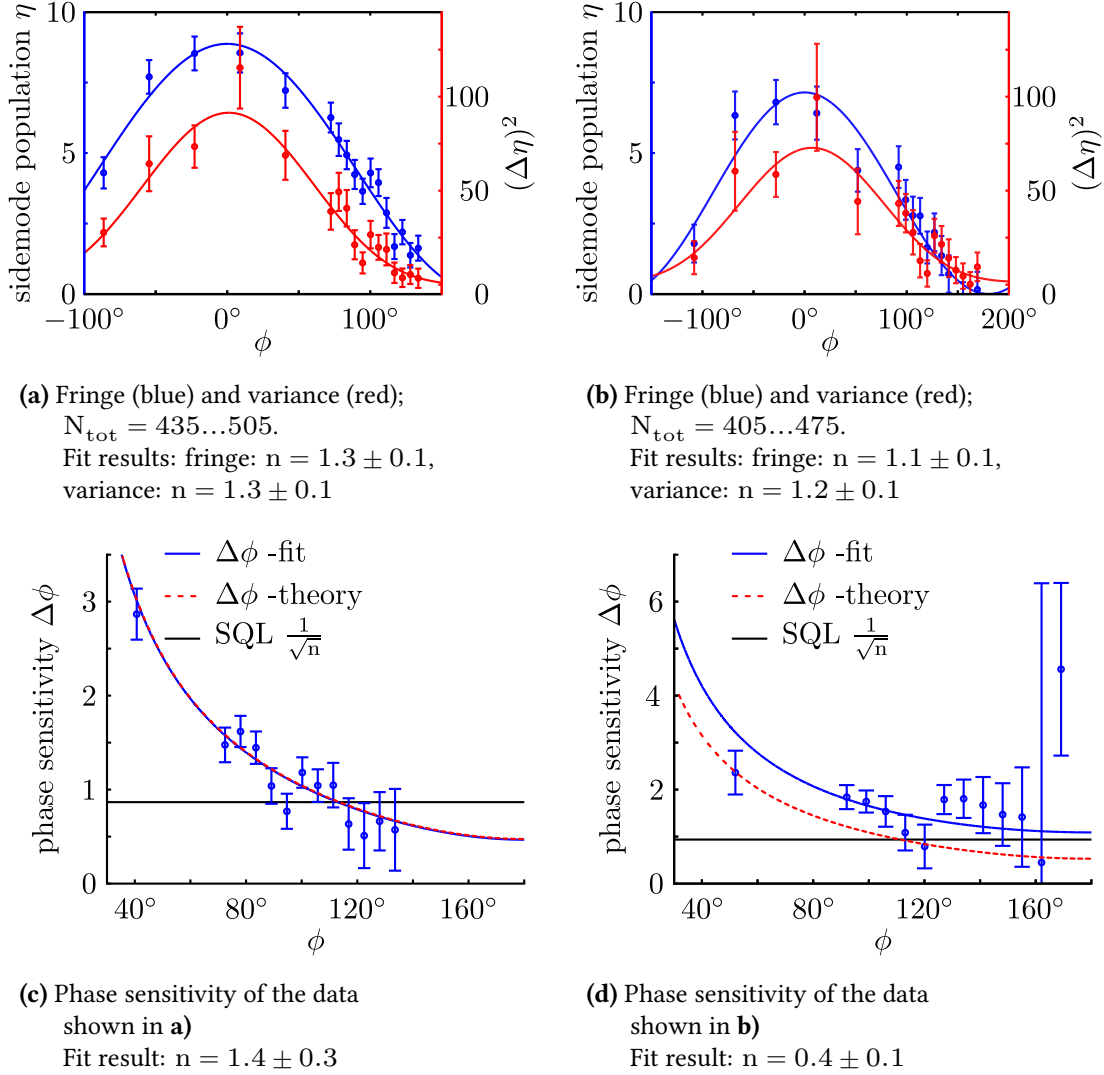 sidemode population η
10
5
0
−100°
0°
100°
ϕ
100
50
0
(Δη)²
sidemode population η
10
5
0
−100°
0°
100°
200°
ϕ
100
50
0
(Δη)²
(a) Fringe (blue) and variance (red);
N_tot = 435...505.
Fit results: fringe: n = 1.3 ± 0.1,
variance: n = 1.3 ± 0.1
(b) Fringe (blue) and variance (red);
N_tot = 405...475.
Fit results: fringe: n = 1.1 ± 0.1,
variance: n = 1.2 ± 0.1
phase sensitivity Δϕ
3
2
1
0
40°
80°
120°
160°
ϕ
Δϕ -fit
Δϕ -theory
SQL 1/√n
phase sensitivity Δϕ
6
4
2
0
40°
80°
120°
160°
ϕ
Δϕ -fit
Δϕ -theory
SQL 1/√n
(c) Phase sensitivity of the data
shown in a)
Fit result: n = 1.4 ± 0.3
(d) Phase sensitivity of the data
shown in b)
Fit result: n = 0.4 ± 0.1